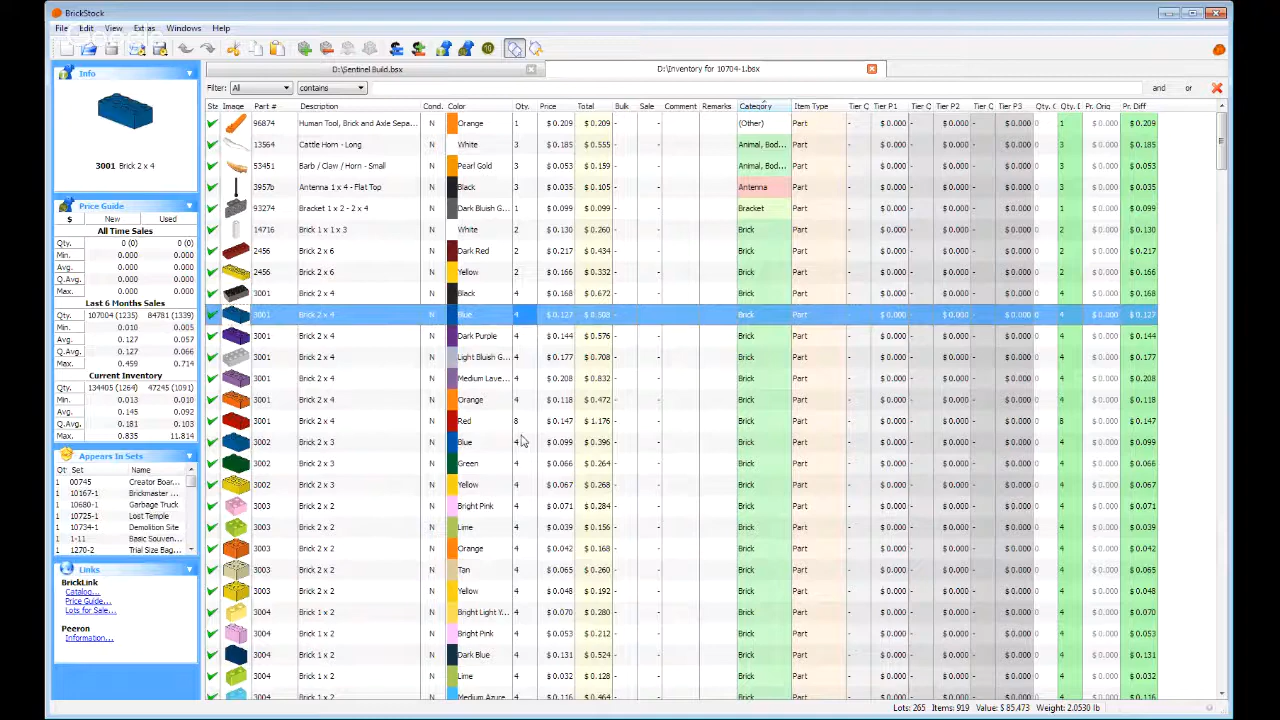 BrickStock
File Edit View Extras Windows Help
D:\Sentinel Build.bsx
D:\Inventory for 10704-1.bsx
Info
3001 Brick 2 x 4
Price Guide
$ New Used
All Time Sales
Qty. 0 (0) 0 (0)
Min. 0.000 0.000
Avg. 0.000 0.000
Q.Avg. 0.000 0.000
Max. 0.000 0.000
Last 6 Months Sales
Qty. 107004 (1235) 84781 (1339)
Min. 0.010 0.005
Avg. 0.127 0.077
Q.Avg. 0.127 0.066
Max. 0.459 0.714
Current Inventory
Qty. 134405 (1264) 47245 (1091)
Min. 0.013 0.010
Avg. 0.145 0.092
Q.Avg. 0.181 0.103
Max. 0.835 11.814
Appears In Sets
Qt Set Name
1 00745 Creator Boar...
1 10167-1 Brickmaster ...
1 10680-1 Garbage Truck
1 10725-1 Lost Temple
1 10734-1 Demolition Site
1 1-11 Basic Souven...
1 1270-2 Trial Size Bag...
Links
BrickLink
Catalog...
Price Guide...
Lots for Sale...
Peeron
Information...
Filter: All contains and or
Sta Image Part # Description Cond. Color Qty. Price Total Bulk Sale Comment Remarks Category Item Type Tier Q Tier P1 Tier Q Tier P2 Tier Q Tier P3 Qty. C Qty. D Pr. Orig Pr. Diff
96874 Human Tool, Brick and Axle Sepa... N Orange 1 $ 0.209 $ 0.209 - - (Other) Part - $ 0.000 - $ 0.000 - $ 0.000 0 1 $ 0.000 $ 0.209
13564 Cattle Horn - Long N White 3 $ 0.185 $ 0.555 - - Animal, Bod... Part - $ 0.000 - $ 0.000 - $ 0.000 0 3 $ 0.000 $ 0.185
53451 Barb / Claw / Horn - Small N Pearl Gold 3 $ 0.053 $ 0.159 - - Animal, Bod... Part - $ 0.000 - $ 0.000 - $ 0.000 0 3 $ 0.000 $ 0.053
3957b Antenna 1 x 4 - Flat Top N Black 3 $ 0.035 $ 0.105 - - Antenna Part - $ 0.000 - $ 0.000 - $ 0.000 0 3 $ 0.000 $ 0.035
93274 Bracket 1 x 2 - 2 x 4 N Dark Bluish G... 1 $ 0.099 $ 0.099 - - Bracket Part - $ 0.000 - $ 0.000 - $ 0.000 0 1 $ 0.000 $ 0.099
14716 Brick 1 x 1 x 3 N White 2 $ 0.130 $ 0.260 - - Brick Part - $ 0.000 - $ 0.000 - $ 0.000 0 2 $ 0.000 $ 0.130
2456 Brick 2 x 6 N Dark Red 2 $ 0.217 $ 0.434 - - Brick Part - $ 0.000 - $ 0.000 - $ 0.000 0 2 $ 0.000 $ 0.217
2456 Brick 2 x 6 N Yellow 2 $ 0.166 $ 0.332 - - Brick Part - $ 0.000 - $ 0.000 - $ 0.000 0 2 $ 0.000 $ 0.166
3001 Brick 2 x 4 N Black 4 $ 0.168 $ 0.672 - - Brick Part - $ 0.000 - $ 0.000 - $ 0.000 0 4 $ 0.000 $ 0.168
3001 Brick 2 x 4 N Blue 4 $ 0.127 $ 0.508 - - Brick Part - $ 0.000 - $ 0.000 - $ 0.000 0 4 $ 0.000 $ 0.127
3001 Brick 2 x 4 N Dark Purple 4 $ 0.144 $ 0.576 - - Brick Part - $ 0.000 - $ 0.000 - $ 0.000 0 4 $ 0.000 $ 0.144
3001 Brick 2 x 4 N Light Bluish G... 4 $ 0.177 $ 0.708 - - Brick Part - $ 0.000 - $ 0.000 - $ 0.000 0 4 $ 0.000 $ 0.177
3001 Brick 2 x 4 N Medium Lave... 4 $ 0.208 $ 0.832 - - Brick Part - $ 0.000 - $ 0.000 - $ 0.000 0 4 $ 0.000 $ 0.208
3001 Brick 2 x 4 N Orange 4 $ 0.118 $ 0.472 - - Brick Part - $ 0.000 - $ 0.000 - $ 0.000 0 4 $ 0.000 $ 0.118
3001 Brick 2 x 4 N Red 8 $ 0.147 $ 1.176 - - Brick Part - $ 0.000 - $ 0.000 - $ 0.000 0 8 $ 0.000 $ 0.147
3002 Brick 2 x 3 N Blue 4 $ 0.099 $ 0.396 - - Brick Part - $ 0.000 - $ 0.000 - $ 0.000 0 4 $ 0.000 $ 0.099
3002 Brick 2 x 3 N Green 4 $ 0.066 $ 0.264 - - Brick Part - $ 0.000 - $ 0.000 - $ 0.000 0 4 $ 0.000 $ 0.066
3002 Brick 2 x 3 N Yellow 4 $ 0.067 $ 0.268 - - Brick Part - $ 0.000 - $ 0.000 - $ 0.000 0 4 $ 0.000 $ 0.067
3003 Brick 2 x 2 N Bright Pink 4 $ 0.071 $ 0.284 - - Brick Part - $ 0.000 - $ 0.000 - $ 0.000 0 4 $ 0.000 $ 0.071
3003 Brick 2 x 2 N Lime 4 $ 0.039 $ 0.156 - - Brick Part - $ 0.000 - $ 0.000 - $ 0.000 0 4 $ 0.000 $ 0.039
3003 Brick 2 x 2 N Orange 4 $ 0.042 $ 0.168 - - Brick Part - $ 0.000 - $ 0.000 - $ 0.000 0 4 $ 0.000 $ 0.042
3003 Brick 2 x 2 N Tan 4 $ 0.065 $ 0.260 - - Brick Part - $ 0.000 - $ 0.000 - $ 0.000 0 4 $ 0.000 $ 0.065
3003 Brick 2 x 2 N Yellow 4 $ 0.048 $ 0.192 - - Brick Part - $ 0.000 - $ 0.000 - $ 0.000 0 4 $ 0.000 $ 0.048
3004 Brick 1 x 2 N Bright Light Y... 4 $ 0.070 $ 0.280 - - Brick Part - $ 0.000 - $ 0.000 - $ 0.000 0 4 $ 0.000 $ 0.070
3004 Brick 1 x 2 N Bright Pink 4 $ 0.053 $ 0.212 - - Brick Part - $ 0.000 - $ 0.000 - $ 0.000 0 4 $ 0.000 $ 0.053
3004 Brick 1 x 2 N Dark Blue 4 $ 0.131 $ 0.524 - - Brick Part - $ 0.000 - $ 0.000 - $ 0.000 0 4 $ 0.000 $ 0.131
3004 Brick 1 x 2 N Lime 4 $ 0.032 $ 0.128 - - Brick Part - $ 0.000 - $ 0.000 - $ 0.000 0 4 $ 0.000 $ 0.032
3004 Brick 1 x 2 N Medium Azure 4 $ 0.116 $ 0.464 - - Brick Part - $ 0.000 - $ 0.000 - $ 0.000 0 4 $ 0.000 $ 0.116
Lots: 265 Items: 919 Value: $ 85.473 Weight: 2.0530 lb